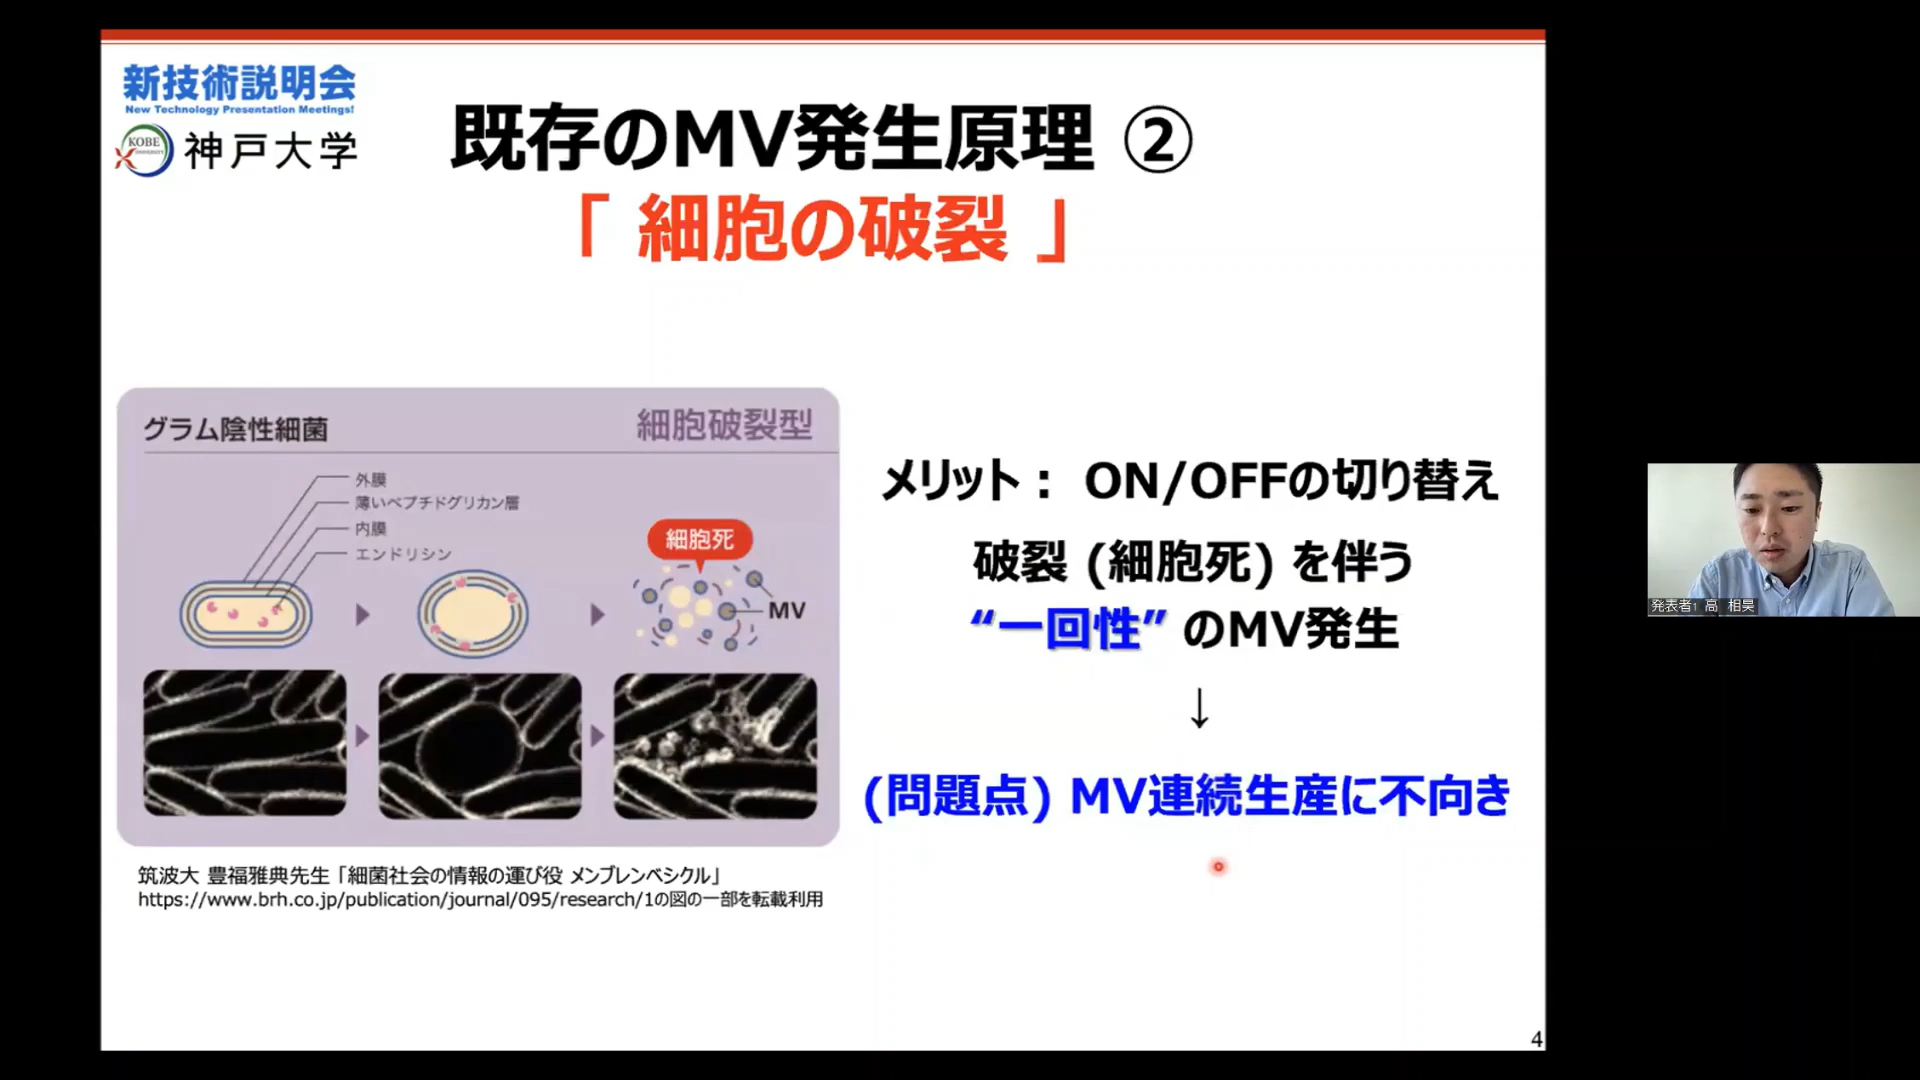 新技術説明会
New Technology Presentation Meetings!
KOBE
UNIVERSITY
神戸大学
既存のMV発生原理 ②
「 細胞の破裂 」
グラム陰性細菌
細胞破裂型
外膜
薄いペプチドグリカン層
内膜
エンドリシン
細胞死
MV
筑波大 豊福雅典先生 「細菌社会の情報の運び役 メンブレンベシクル」
https://www.brh.co.jp/publication/journal/095/research/1の図の一部を転載利用
メリット： ON/OFFの切り替え
破裂 (細胞死) を伴う
“一回性” のMV発生
↓
(問題点) MV連続生産に不向き
4
発表者1 高 相昊